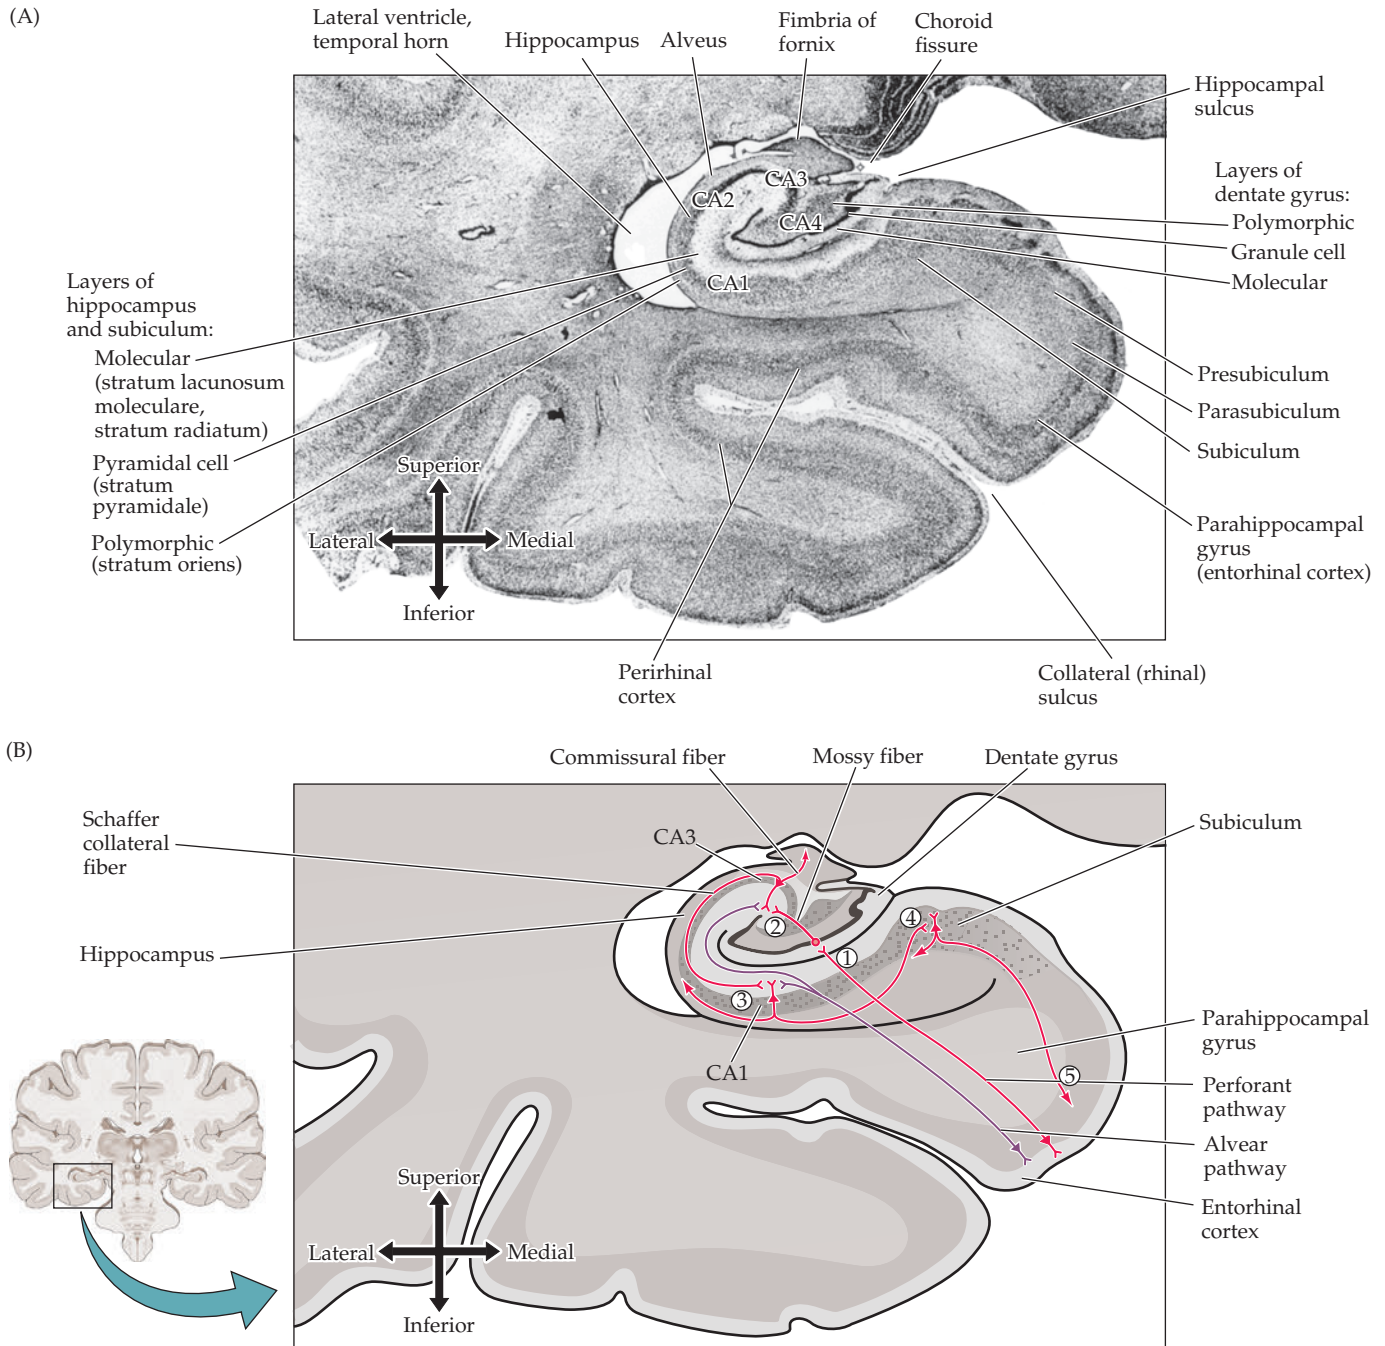 (A)
Lateral ventricle,
temporal horn
Hippocampus
Alveus
Fimbria of
fornix
Choroid
fissure
Hippocampal
sulcus
Layers of
dentate gyrus:
Polymorphic
Granule cell
Molecular
CA2
CA3
CA4
CA1
Layers of
hippocampus
and subiculum:
Molecular
(stratum lacunosum
moleculare,
stratum radiatum)
Pyramidal cell
(stratum
pyramidale)
Polymorphic
(stratum oriens)
Presubiculum
Parasubiculum
Subiculum
Parahippocampal
gyrus
(entorhinal cortex)
Superior
Lateral
Medial
Inferior
Perirhinal
cortex
Collateral (rhinal)
sulcus
(B)
Commissural fiber
Mossy fiber
Dentate gyrus
Schaffer
collateral
fiber
CA3
Subiculum
Hippocampus
4
2
1
3
CA1
Parahippocampal
gyrus
5
Perforant
pathway
Alvear
pathway
Entorhinal
cortex
Superior
Lateral
Medial
Inferior